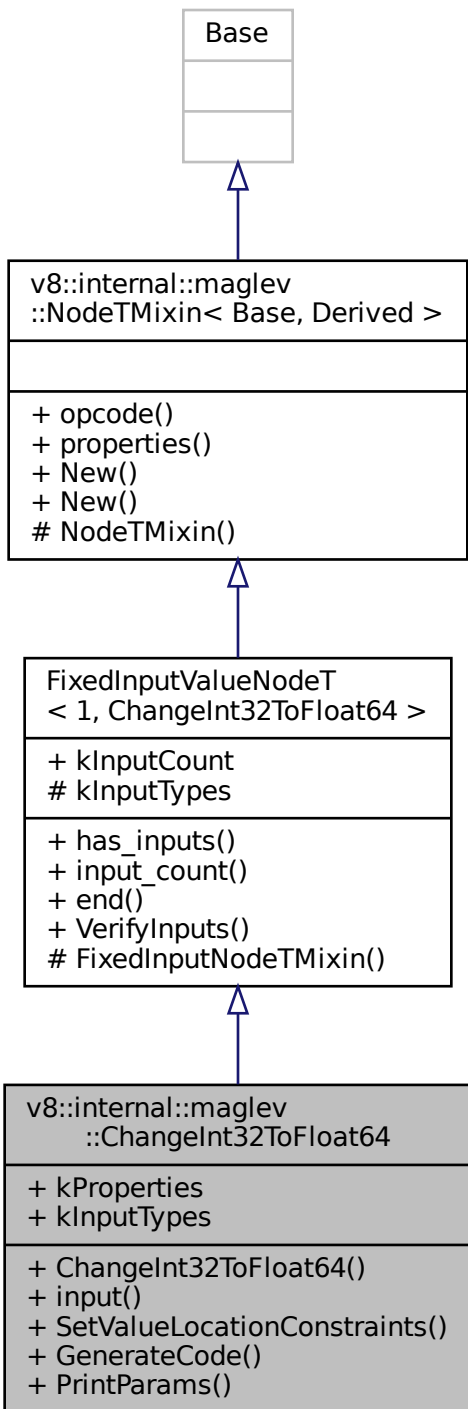 Base
v8::internal::maglev
::NodeTMixin< Base, Derived >
+ opcode()
+ properties()
+ New()
+ New()
# NodeTMixin()
FixedInputValueNodeT
< 1, ChangeInt32ToFloat64 >
+ kInputCount
# kInputTypes
+ has_inputs()
+ input_count()
+ end()
+ VerifyInputs()
# FixedInputNodeTMixin()
v8::internal::maglev
::ChangeInt32ToFloat64
+ kProperties
+ kInputTypes
+ ChangeInt32ToFloat64()
+ input()
+ SetValueLocationConstraints()
+ GenerateCode()
+ PrintParams()